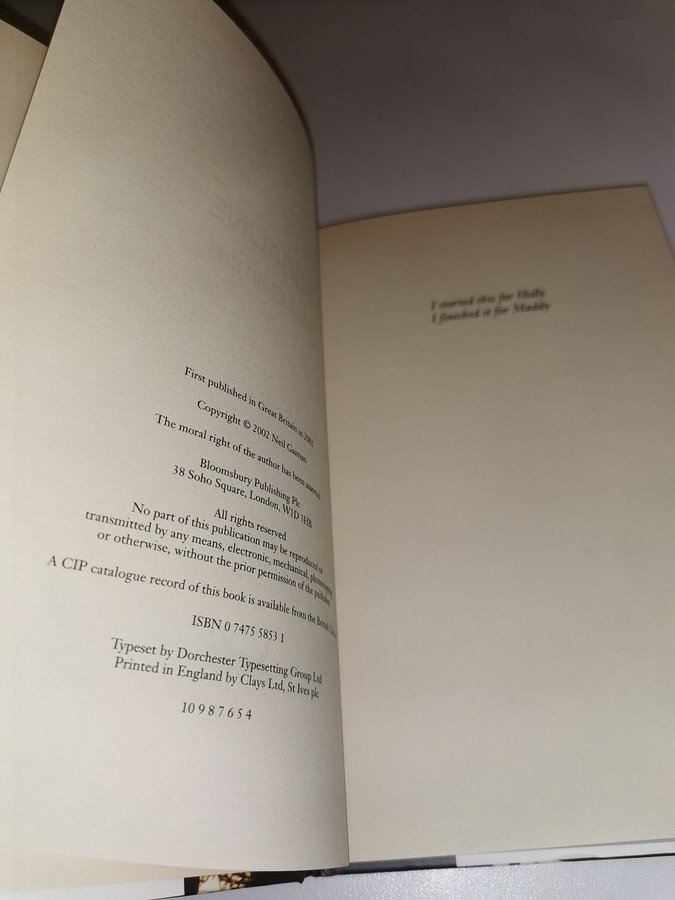 First published in Great Britain in 2002
Copyright © 2002 Neil Gaiman
The moral right of the author has been asserted
Bloomsbury Publishing Plc
38 Soho Square, London, W1D 3HB
All rights reserved
No part of this publication may be reproduced or
transmitted by any means, electronic, mechanical,
or otherwise, without the prior permission of the publisher
A CIP catalogue record of this book is available from the British
ISBN 0 7475 5853 1
Typeset by Dorchester Typesetting Group Ltd
Printed in England by Clays Ltd, St Ives plc
10 9 8 7 6 5 4
I started this for Holly
I finished it for Maddy